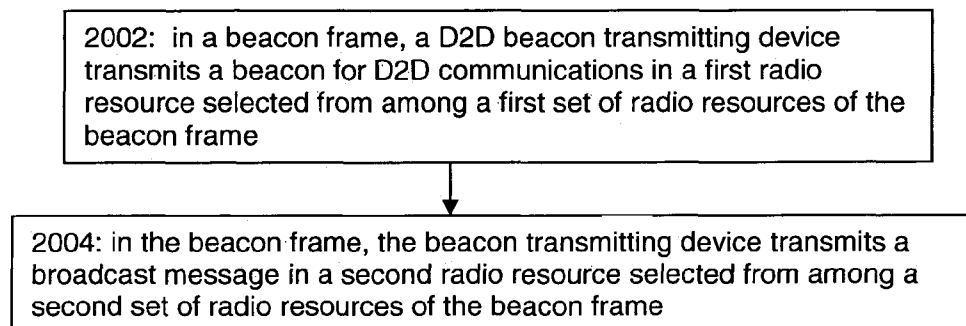 2002: in a beacon frame, a D2D beacon transmitting device
transmits a beacon for D2D communications in a first radio
resource selected from among a first set of radio resources of the
beacon frame
2004: in the beacon frame, the beacon transmitting device transmits a
broadcast message in a second radio resource selected from among a
second set of radio resources of the beacon frame